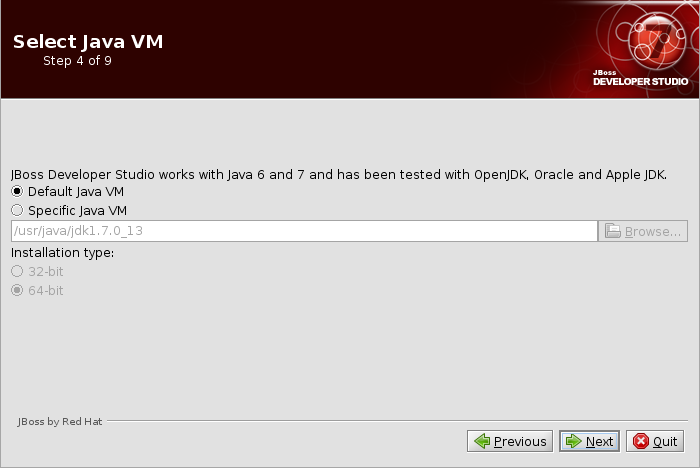 Select Java VM
Step 4 of 9
7
JBoss
DEVELOPER STUDIO
JBoss Developer Studio works with Java 6 and 7 and has been tested with OpenJDK, Oracle and Apple JDK.
Default Java VM
Specific Java VM
/usr/java/jdk1.7.0_13 Browse...
Installation type:
32-bit
64-bit
JBoss by Red Hat
Previous Next Quit